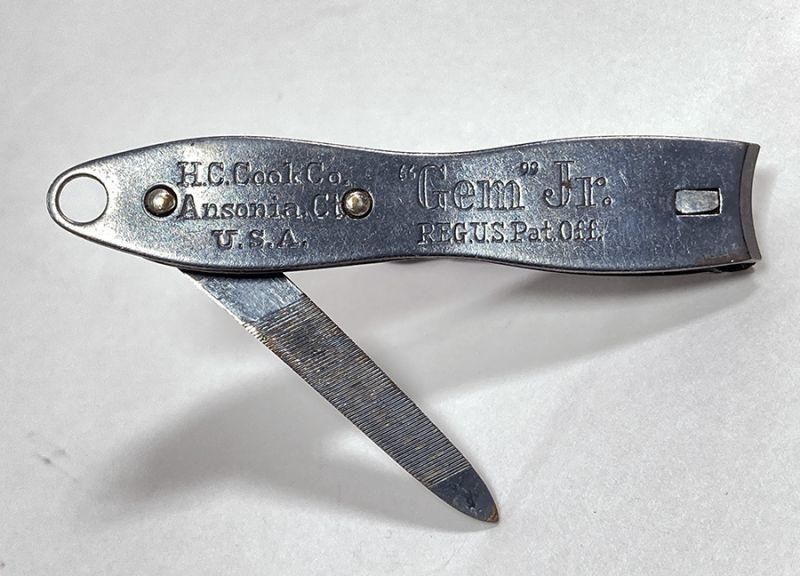 H.C.Cook Co.
Ansonia, Ct.
U.S.A.
"Gem" Jr.
REG.U.S.Pat.Off.